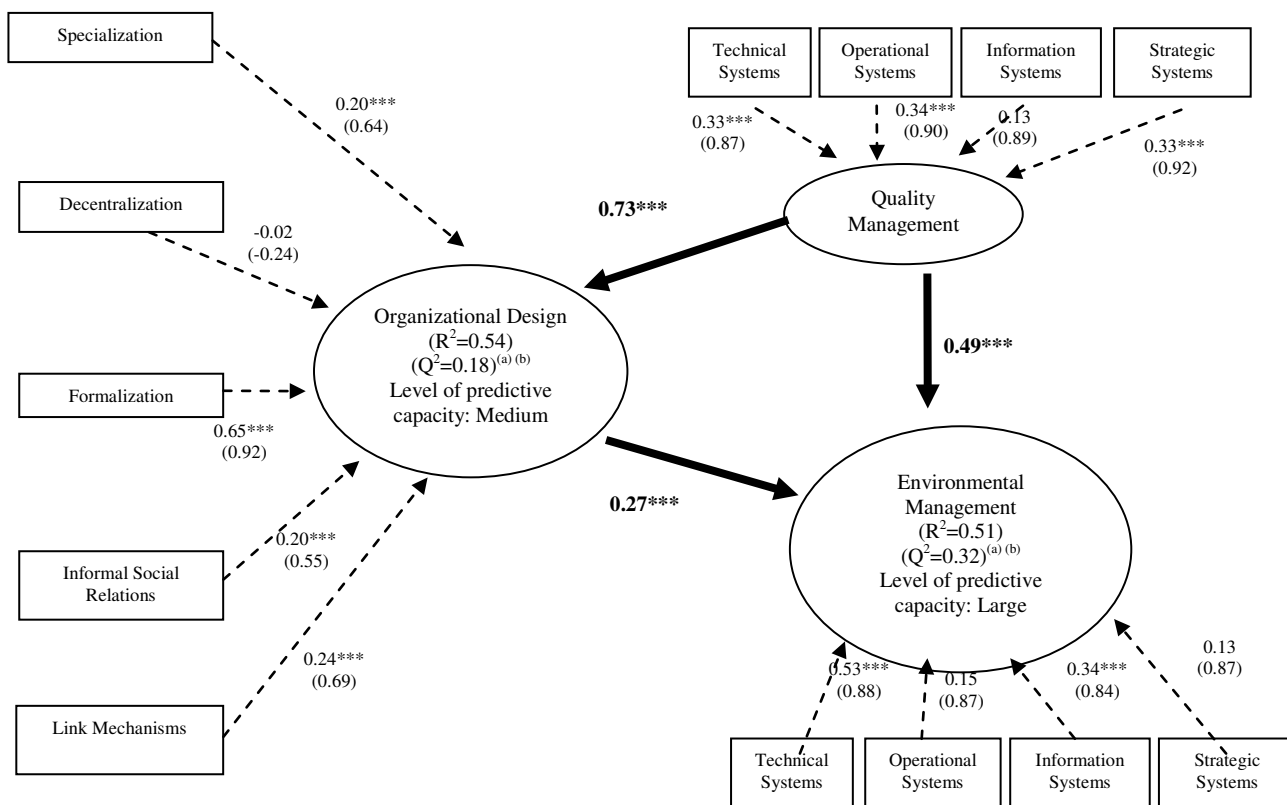 Specialization
0.20***
(0.64)
Decentralization
-0.02
(-0.24)
Formalization
0.65***
(0.92)
Informal Social
Relations
0.20***
(0.55)
Link Mechanisms
0.24***
(0.69)
Technical
Systems
Operational
Systems
Information
Systems
Strategic
Systems
0.33***
(0.87)
0.34***
(0.90)
0.13
(0.89)
0.33***
(0.92)
Quality
Management
0.73***
0.49***
Organizational Design
(R²=0.54)
(Q²=0.18)(a) (b)
Level of predictive
capacity: Medium
0.27***
Environmental
Management
(R²=0.51)
(Q²=0.32)(a) (b)
Level of predictive
capacity: Large
0.53***
(0.88)
0.15
(0.87)
0.34***
(0.84)
0.13
(0.87)
Technical
Systems
Operational
Systems
Information
Systems
Strategic
Systems